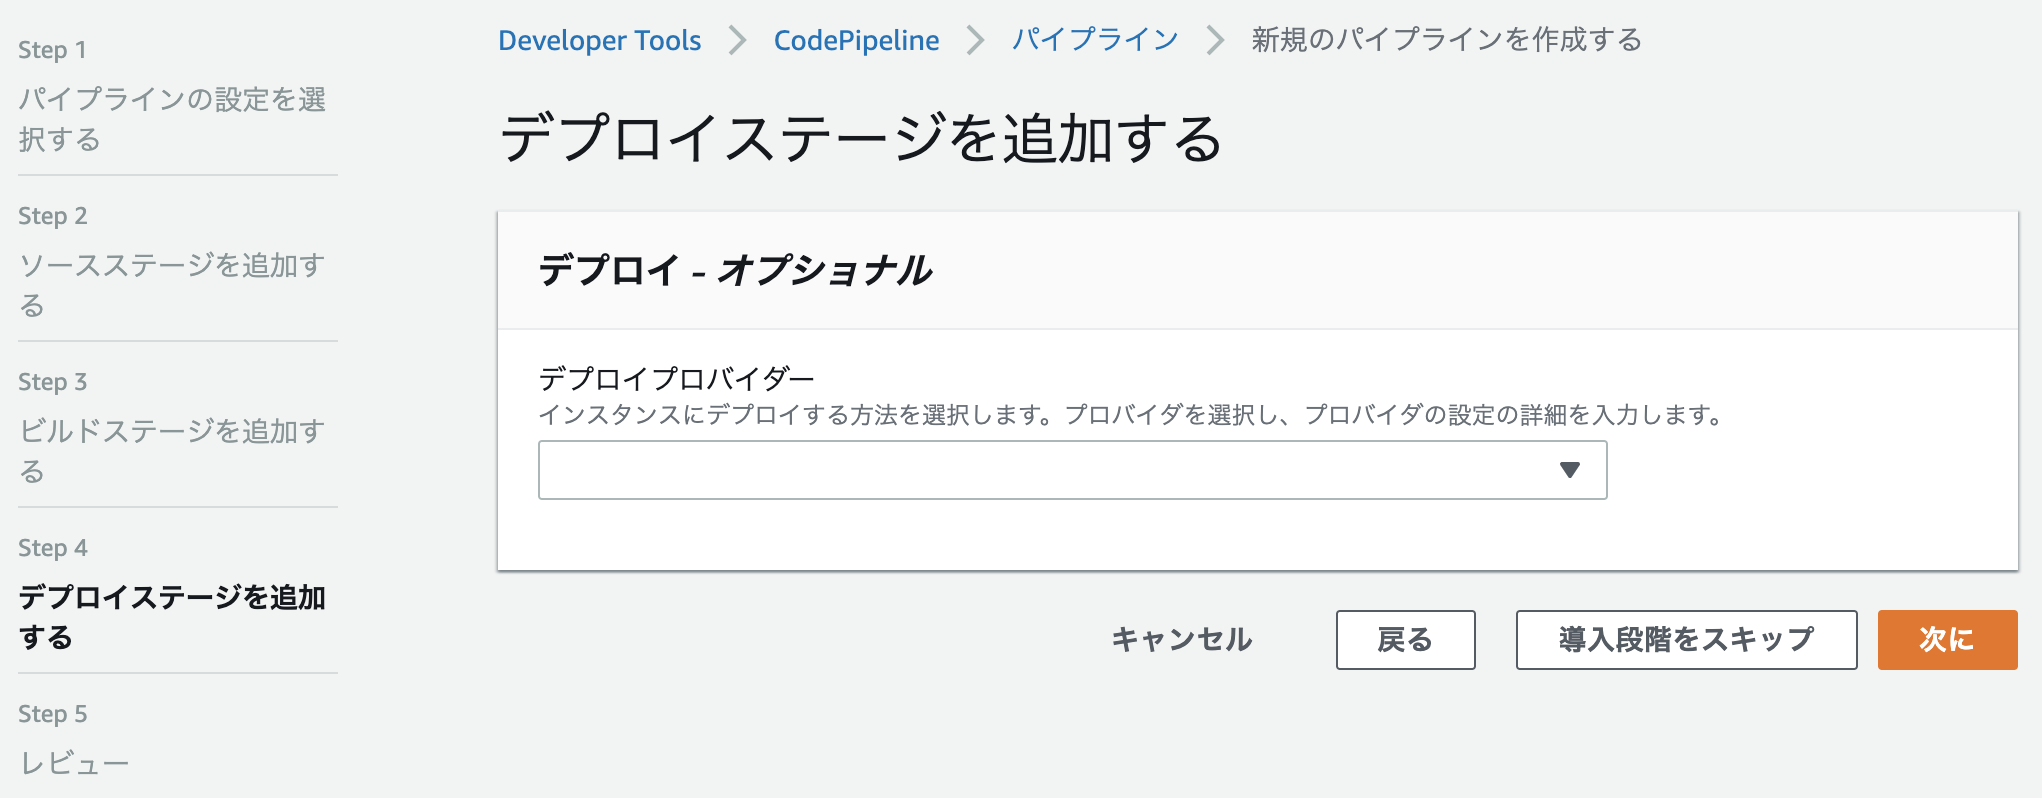 Step 1
パイプラインの設定を選
択する
Step 2
ソースステージを追加す
る
Step 3
ビルドステージを追加す
る
Step 4
デプロイステージを追加
する
Step 5
レビュー
Developer Tools > CodePipeline > パイプライン > 新規のパイプラインを作成する
デプロイステージを追加する
デプロイ - オプショナル
デプロイプロバイダー
インスタンスにデプロイする方法を選択します。プロバイダを選択し、プロバイダの設定の詳細を入力します。
キャンセル 戻る 導入段階をスキップ 次に